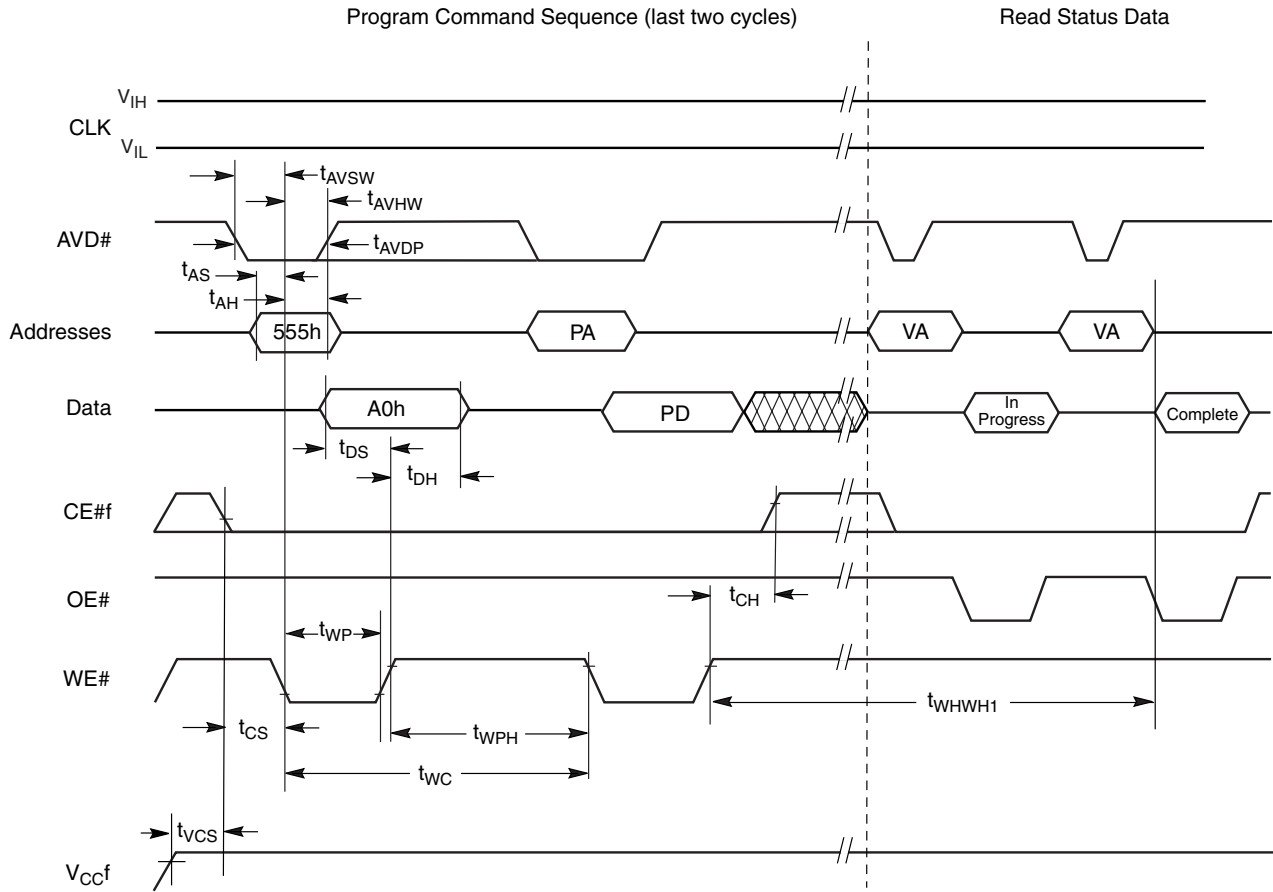 Program Command Sequence (last two cycles)
Read Status Data
VIH
CLK
VIL
tAVSW
tAVHW
AVD#
tAVDP
tAS
tAH
Addresses
555h
PA
VA
VA
Data
A0h
PD
In
Progress
Complete
tDS
tDH
CE#f
OE#
tCH
tWP
WE#
tWHWH1
tCS
tWPH
tWC
tVCS
VCCf